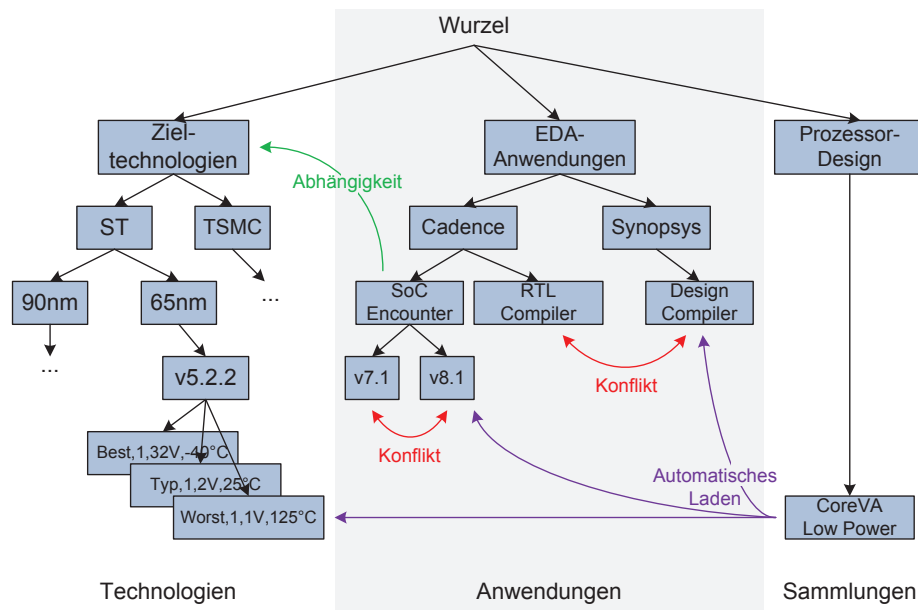 Wurzel
Ziel-
technologien
EDA-
Anwendungen
Prozessor-
Design
Abhängigkeit
ST
TSMC
Cadence
Synopsys
...
90nm
65nm
SoC
Encounter
RTL
Compiler
Design
Compiler
...
v5.2.2
v7.1
v8.1
Konflikt
Konflikt
Best,1,32V,-40°C
Typ,1,2V,25°C
Worst,1,1V,125°C
Automatisches
Laden
CoreVA
Low Power
Technologien
Anwendungen
Sammlungen